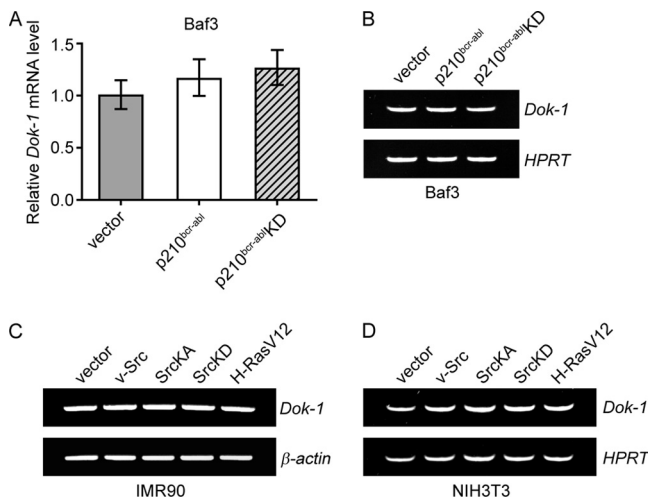 A
Baf3
Relative Dok-1 mRNA level
1.5
1.0
0.5
0.0
vector
p210bcr-abl
p210bcr-ablKD
B
vector
p210bcr-abl
p210bcr-ablKD
Dok-1
HPRT
Baf3
C
vector
v-Src
SrcKA
SrcKD
H-RasV12
Dok-1
β-actin
IMR90
D
vector
v-Src
SrcKA
SrcKD
H-RasV12
Dok-1
HPRT
NIH3T3